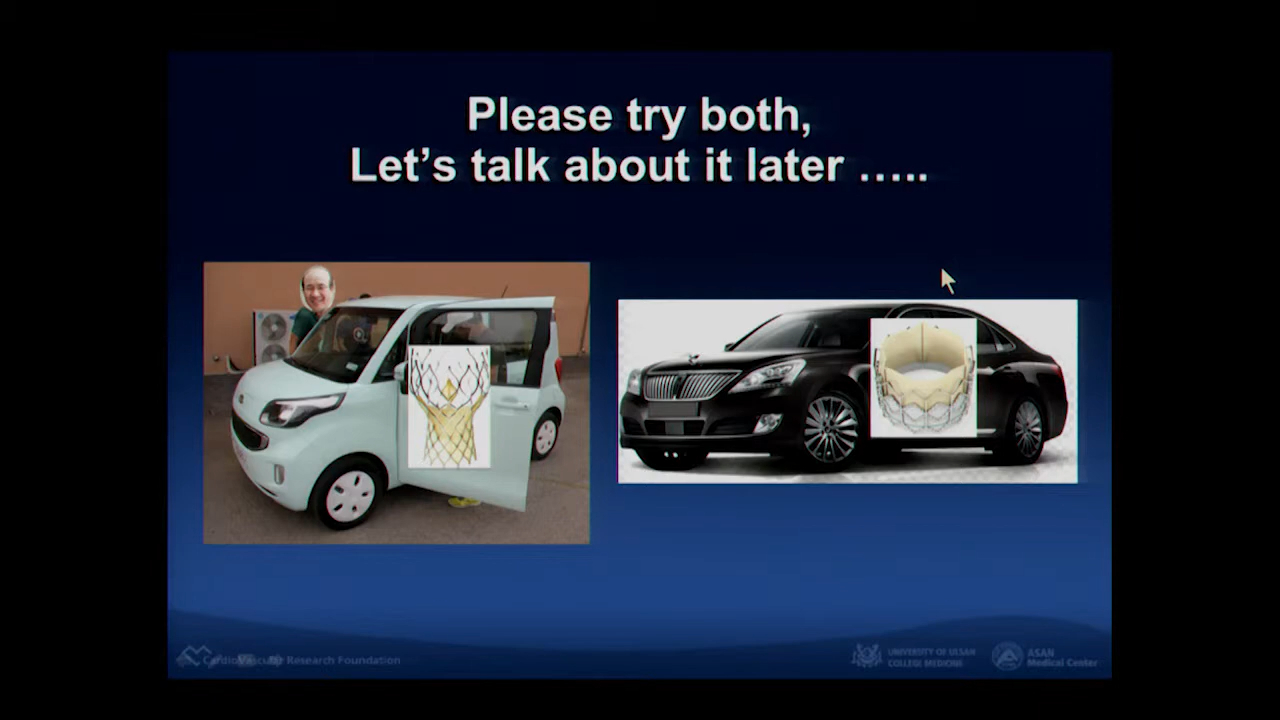 Please try both,
Let's talk about it later .....
CardioVascular Research Foundation
UNIVERSITY OF ULSAN
COLLEGE MEDICINE
ASAN
Medical Center